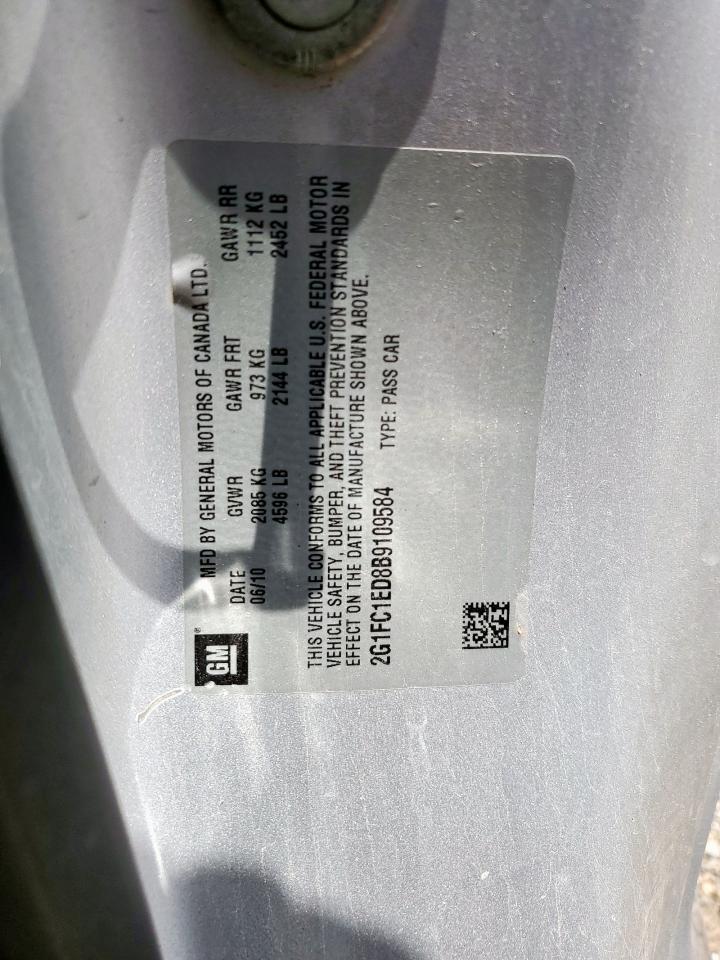 MFD BY GENERAL MOTORS OF CANADA LTD.
DATE GVWR GAWR FRT GAWR RR
06/10 2085 KG 973 KG 1112 KG
4596 LB 2144 LB 2452 LB
THIS VEHICLE CONFORMS TO ALL APPLICABLE U.S. FEDERAL MOTOR
VEHICLE SAFETY, BUMPER, AND THEFT PREVENTION STANDARDS IN
EFFECT ON THE DATE OF MANUFACTURE SHOWN ABOVE.
2G1FC1ED8B9109584 TYPE: PASS CAR
GM®